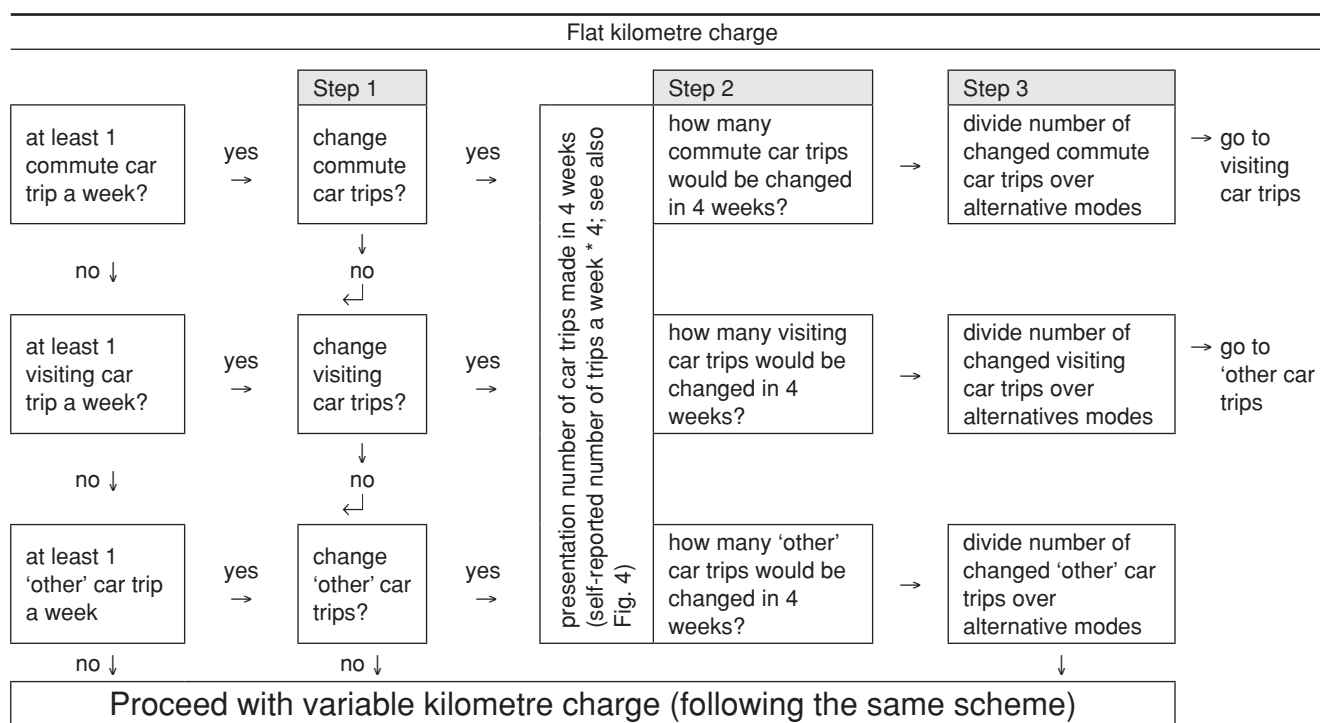 Flat kilometre charge
Step 1
Step 2
Step 3
at least 1
commute car
trip a week?
yes
→
change
commute
car trips?
yes
→
presentation number of car trips made in 4 weeks
(self-reported number of trips a week * 4; see also
Fig. 4)
how many
commute car trips
would be changed
in 4 weeks?
→
divide number of
changed commute
car trips over
alternative modes
→ go to
visiting
car trips
no ↓
↓
no
↵
at least 1
visiting car
trip a week?
yes
→
change
visiting
car trips?
yes
→
how many visiting
car trips would be
changed in 4
weeks?
→
divide number of
changed visiting
car trips over
alternatives modes
→ go to
‘other car
trips
no ↓
↓
no
↵
at least 1
‘other’ car trip
a week
yes
→
change
‘other’ car
trips?
yes
→
how many ‘other’
car trips would be
changed in 4
weeks?
→
divide number of
changed ‘other’ car
trips over
alternative modes
no ↓
no ↓
↓
Proceed with variable kilometre charge (following the same scheme)